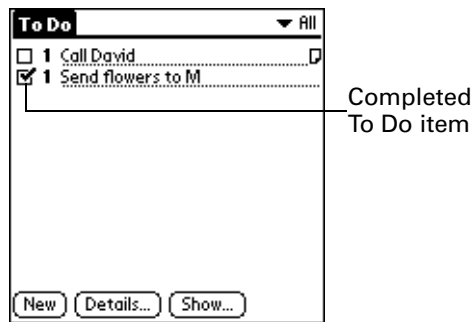 To Do
All
1 Call David
1 Send flowers to M
Completed
To Do item
New Details... Show...